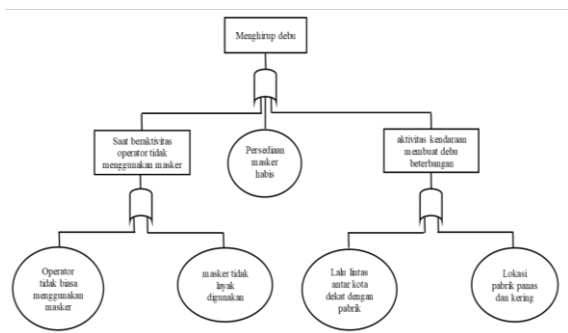 Menghirup debu
Saat beraktivitas
operator tidak
menggunakan masker
Persediaan
masker
habis
aktivitas kendaraan
membuat debu
beterbangan
Operator
tidak biasa
menggunakan
masker
masker tidak
layak
digunakan
Lalu lintas
antar kota
dekat dengan
pabrik
Lokasi
pabrik panas
dan kering